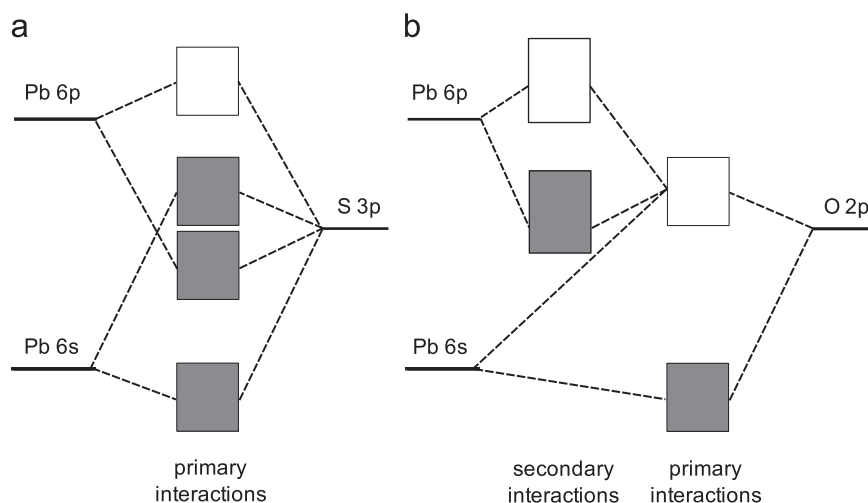 a
Pb 6p
S 3p
Pb 6s
primary
interactions
b
Pb 6p
O 2p
Pb 6s
secondary
interactions
primary
interactions